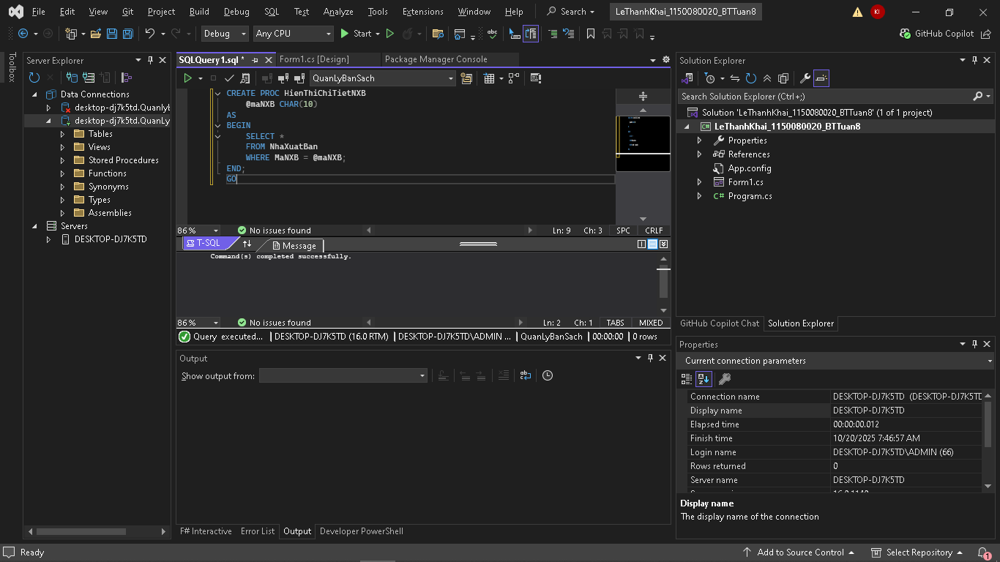 File Edit View Git Project Build Debug SQL Test Analyze Tools Extensions Window Help Search LeThanhKhai_1150080020_BTTuan8 KI
Debug Any CPU Start GitHub Copilot
Toolbox
Server Explorer
Data Connections
desktop-dj7k5td.Quanlyb
desktop-dj7k5td.QuanLy
Tables
Views
Stored Procedures
Functions
Synonyms
Types
Assemblies
Servers
DESKTOP-DJ7K5TD
SQLQuery1.sql * Form1.cs [Design] Package Manager Console
QuanLyBanSach
CREATE PROC HienThiChiTietNXB
@maNXB CHAR(10)
AS
BEGIN
SELECT *
FROM NhaXuatBan
WHERE MaNXB = @maNXB;
END;
GO
86 % No issues found Ln: 9 Ch: 3 SPC CRLF
T-SQL Message
Command(s) completed successfully.
86 % No issues found Ln: 2 Ch: 1 TABS MIXED
Query executed... DESKTOP-DJ7K5TD (16.0 RTM) DESKTOP-DJ7K5TD\ADMIN ... QuanLyBanSach 00:00:00 0 rows
Output
Show output from:
F# Interactive Error List Output Developer PowerShell
Solution Explorer
Search Solution Explorer (Ctrl+;)
Solution 'LeThanhKhai_1150080020_BTTuan8' (1 of 1 project)
LeThanhKhai_1150080020_BTTuan8
Properties
References
App.config
Form1.cs
C# Program.cs
GitHub Copilot Chat Solution Explorer
Properties
Current connection parameters
Connection name DESKTOP-DJ7K5TD (DESKTOP-DJ7K5TD
Display name DESKTOP-DJ7K5TD
Elapsed time 00:00:00.012
Finish time 10/20/2025 7:46:57 AM
Login name DESKTOP-DJ7K5TD\ADMIN (66)
Rows returned 0
Server name DESKTOP-DJ7K5TD
Display name
The display name of the connection
Ready Add to Source Control Select Repository 1